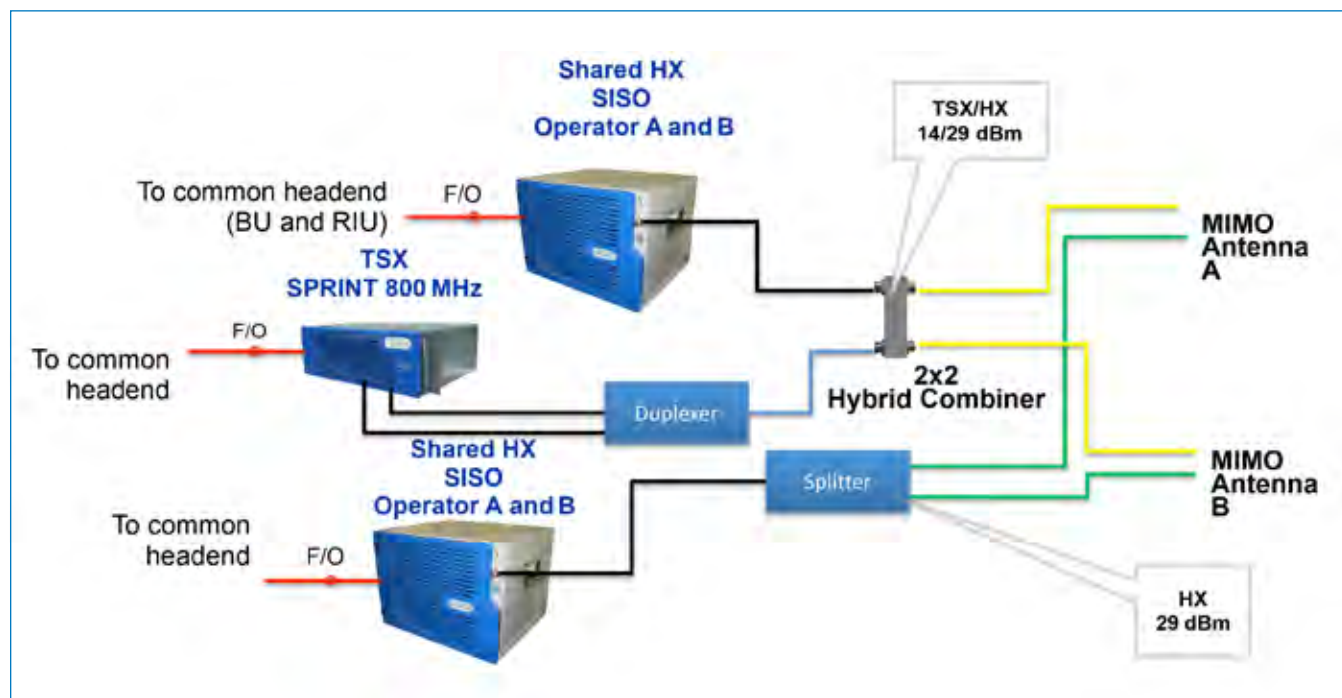 Shared HX
SISO
Operator A and B
TSX/HX
14/29 dBm
To common headend
(BU and RIU)
F/O
MIMO
Antenna
A
TSX
SPRINT 800 MHz
F/O
To common
headend
2x2
Hybrid Combiner
Duplexer
Shared HX
SISO
Operator A and B
Splitter
MIMO
Antenna
B
To common
headend
F/O
HX
29 dBm